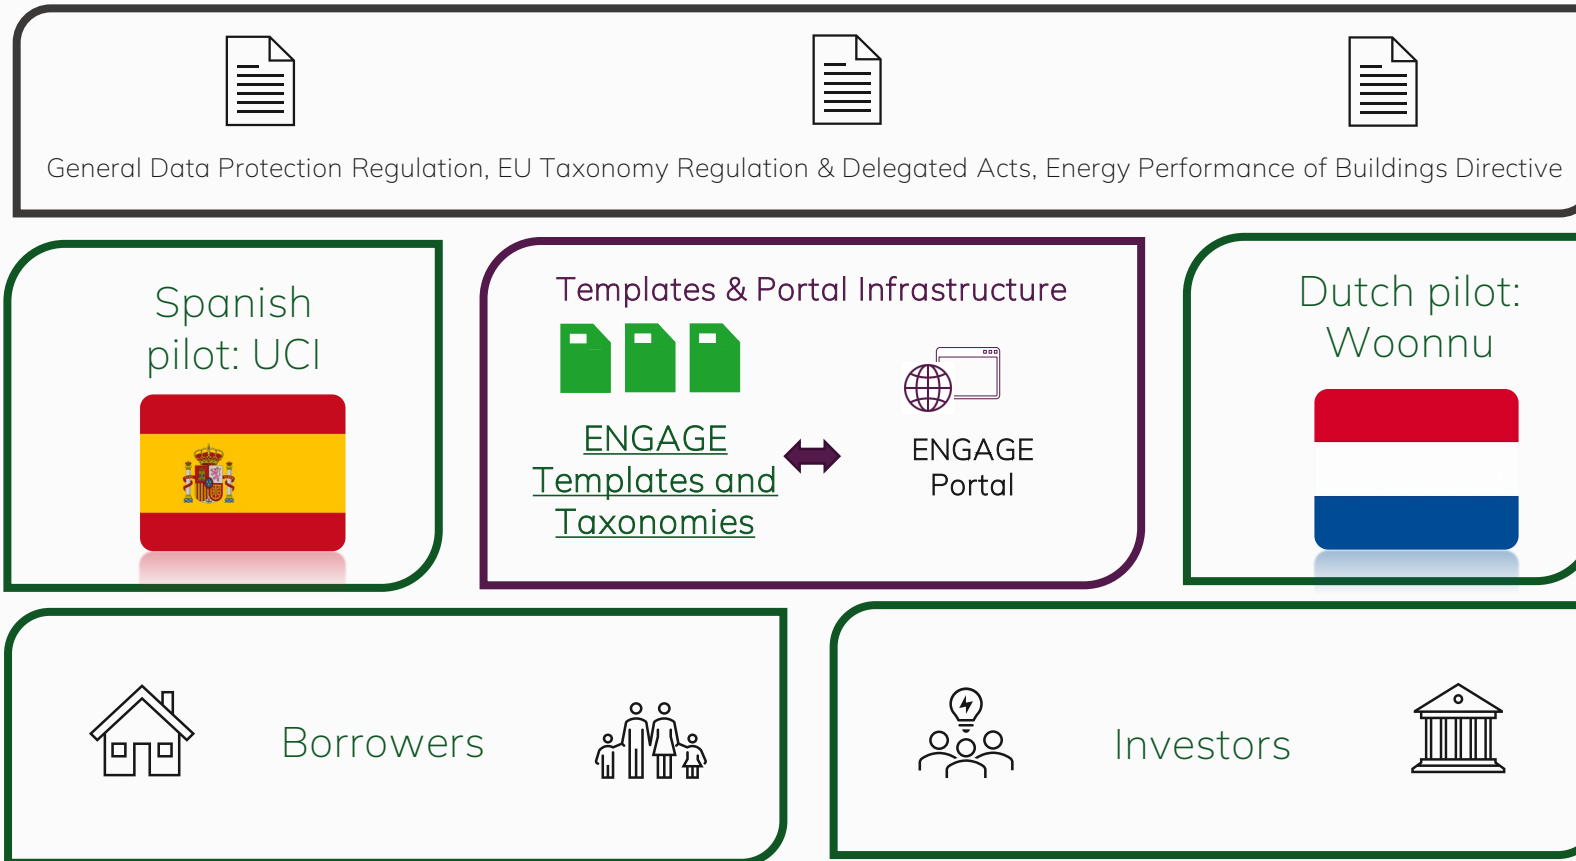 General Data Protection Regulation, EU Taxonomy Regulation & Delegated Acts, Energy Performance of Buildings Directive
Spanish
pilot: UCI
Templates & Portal Infrastructure
ENGAGE
Templates and
Taxonomies
ENGAGE
Portal
Dutch pilot:
Woonnu
Borrowers
Investors